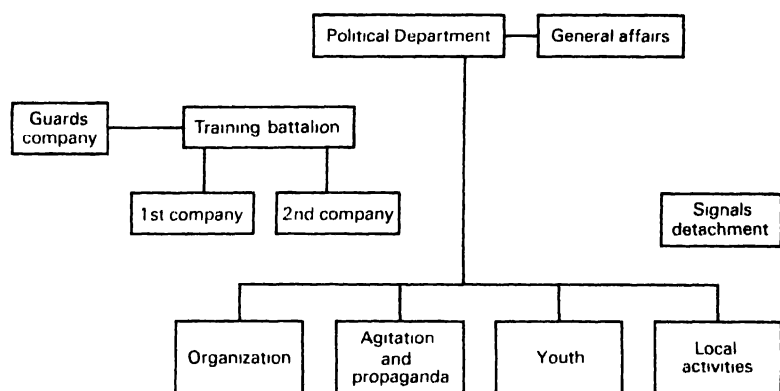 Political Department
General affairs
Guards
company
Training battalion
1st company
2nd company
Signals
detachment
Organization
Agitation
and
propaganda
Youth
Local
activities